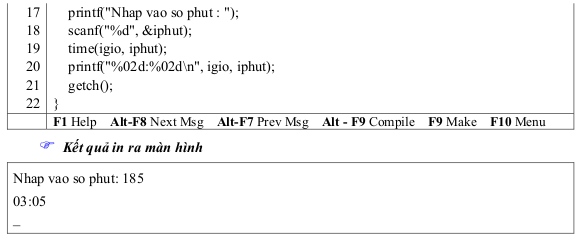 17 printf("Nhap vao so phut : ");
18 scanf("%d", &iphut);
19 time(igio, iphut);
20 printf("%02d:%02d\n", igio, iphut);
21 getch();
22 }
F1 Help Alt-F8 Next Msg Alt-F7 Prev Msg Alt - F9 Compile F9 Make F10 Menu
☞ Kết quả in ra màn hình
Nhap vao so phut: 185
03:05
_